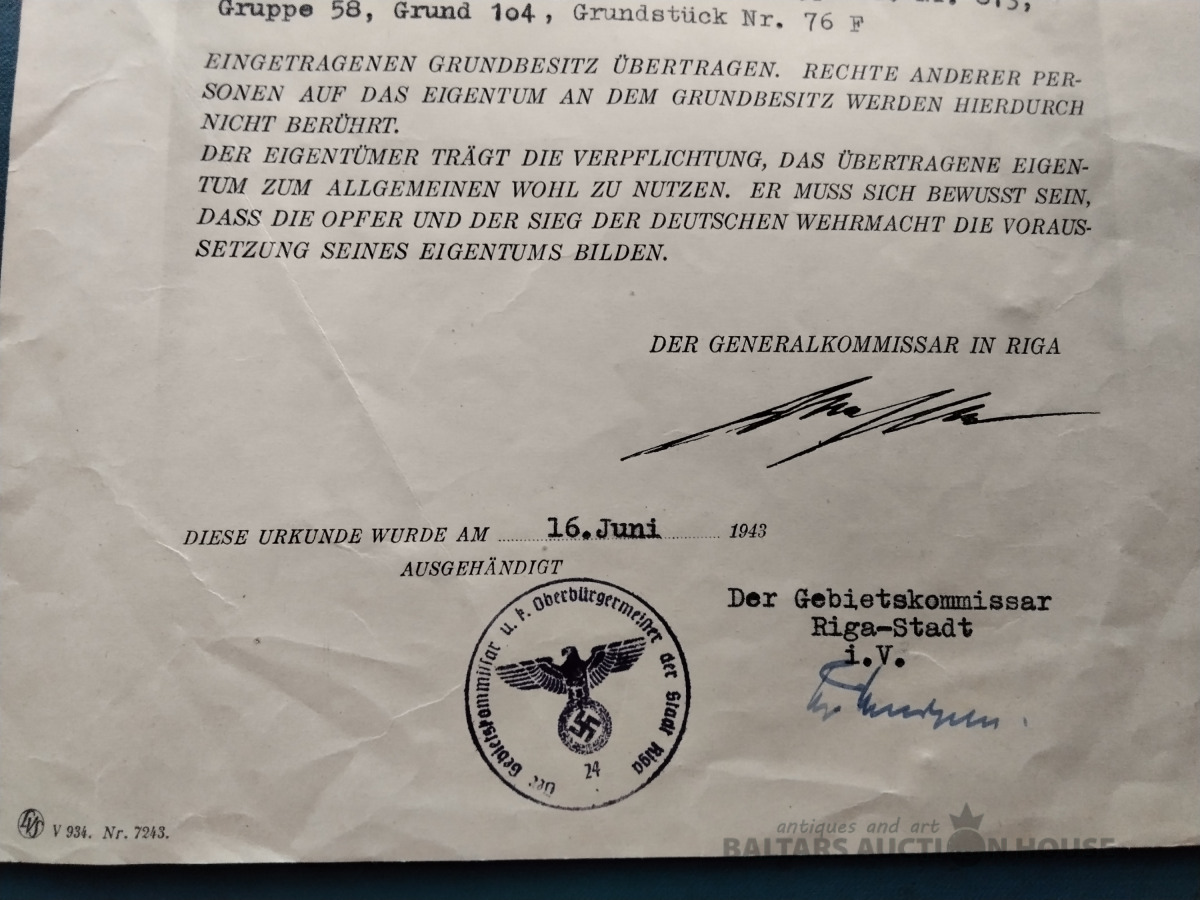 Gruppe 58, Grund 104, Grundstück Nr. 76 F
EINGETRAGENEN GRUNDBESITZ ÜBERTRAGEN. RECHTE ANDERER PER-
SONEN AUF DAS EIGENTUM AN DEM GRUNDBESITZ WERDEN HIERDURCH
NICHT BERÜHRT.
DER EIGENTÜMER TRÄGT DIE VERPFLICHTUNG, DAS ÜBERTRAGENE EIGEN-
TUM ZUM ALLGEMEINEN WOHL ZU NUTZEN. ER MUSS SICH BEWUSST SEIN,
DASS DIE OPFER UND DER SIEG DER DEUTSCHEN WEHRMACHT DIE VORAUS-
SETZUNG SEINES EIGENTUMS BILDEN.
DER GENERALKOMMISSAR IN RIGA
DIESE URKUNDE WURDE AM 16.Juni 1943
AUSGEHÄNDIGT
Der Gebietskommissar
Riga-Stadt
i.V.
Der Gebietskommissar u. k. Oberbürgermeister der Stadt Riga
24
V 934. Nr. 7243.
antiques and art
BALTARS AUCTION HOUSE